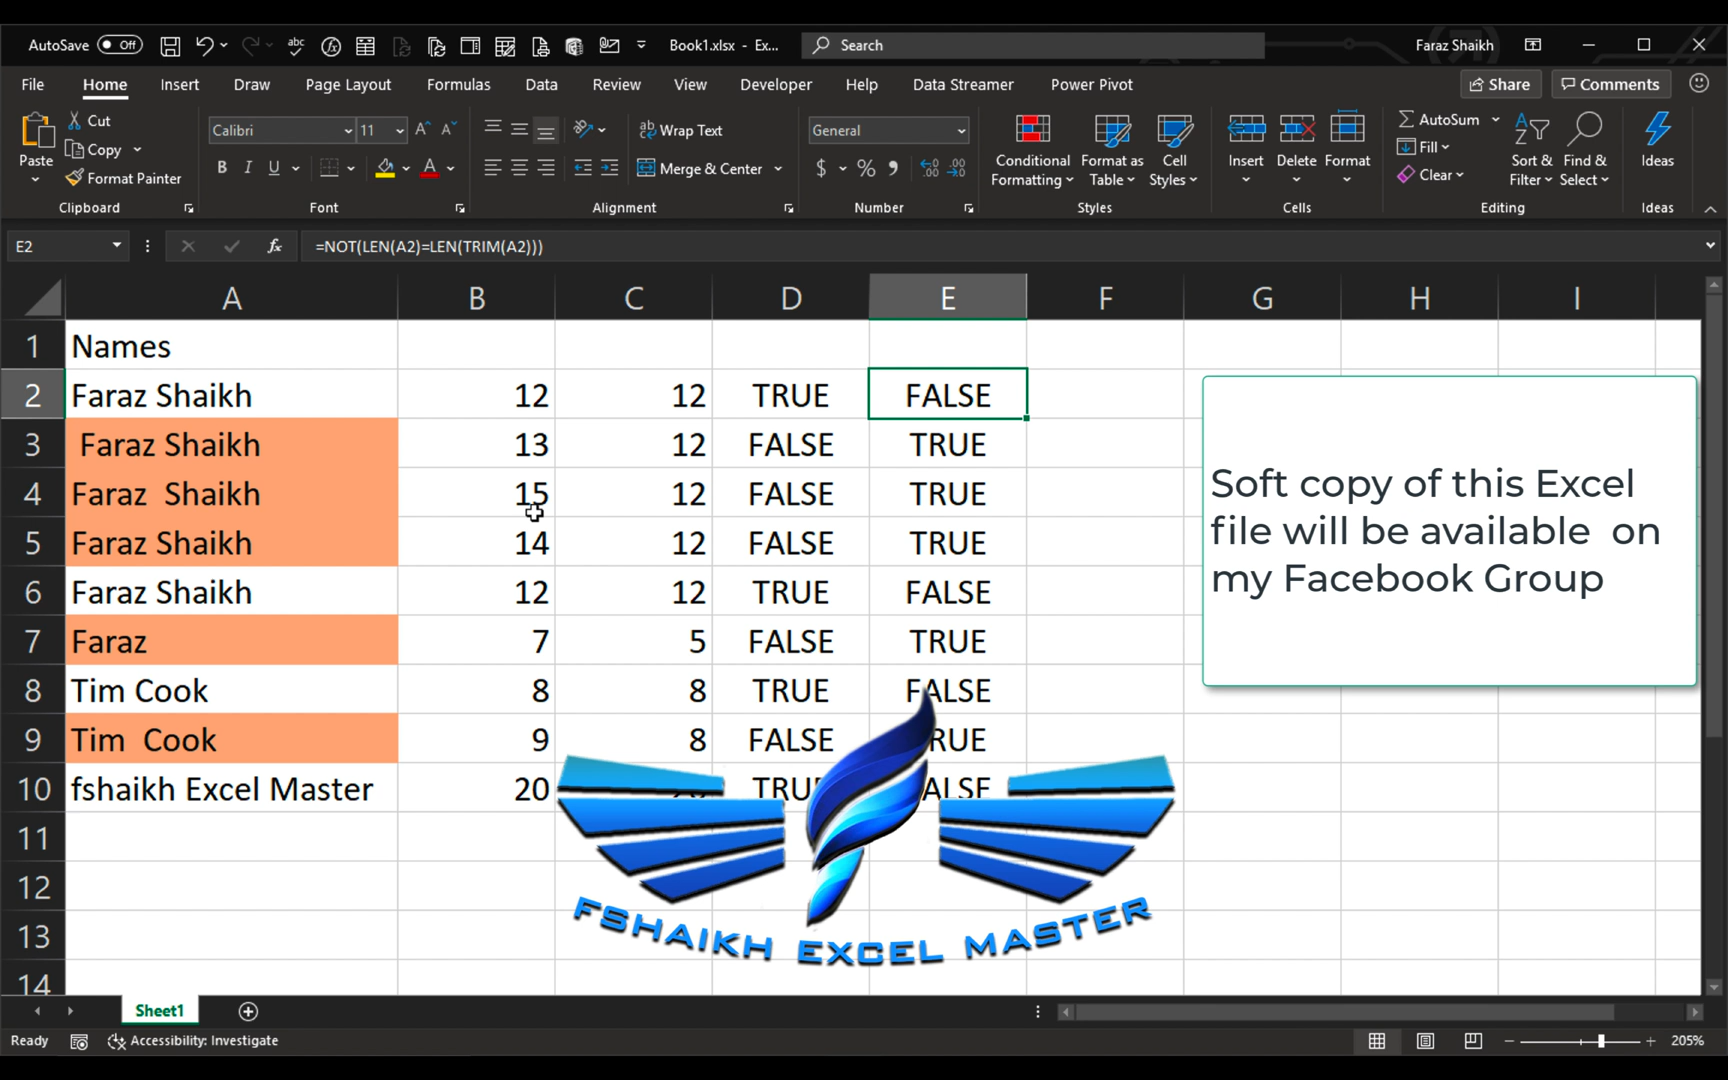 AutoSave Off Book1.xlsx - Ex... Search Faraz Shaikh
File Home Insert Draw Page Layout Formulas Data Review View Developer Help Data Streamer Power Pivot Share Comments
Paste Cut Copy Format Painter
Clipboard
Calibri 11
B I U A
Font
Wrap Text
Merge & Center
Alignment
General
$ % 9
Number
Conditional Formatting Format as Table Cell Styles
Styles
Insert Delete Format
Cells
AutoSum
Fill
Clear
Sort & Filter Find & Select
Editing
Ideas
Ideas
E2 fx =NOT(LEN(A2)=LEN(TRIM(A2)))
A B C D E F G H I
1 Names
2 Faraz Shaikh 12 12 TRUE FALSE
3 Faraz Shaikh 13 12 FALSE TRUE
4 Faraz  Shaikh 15 12 FALSE TRUE
5 Faraz Shaikh 14 12 FALSE TRUE
6 Faraz Shaikh 12 12 TRUE FALSE
7 Faraz 7 5 FALSE TRUE
8 Tim Cook 8 8 TRUE FALSE
9 Tim  Cook 9 8 FALSE TRUE
10 fshaikh Excel Master 20 TRUE FALSE
11
12
13
14
Soft copy of this Excel
file will be available  on
my Facebook Group
FSHAIKH EXCEL MASTER
Sheet1
Ready Accessibility: Investigate 205%